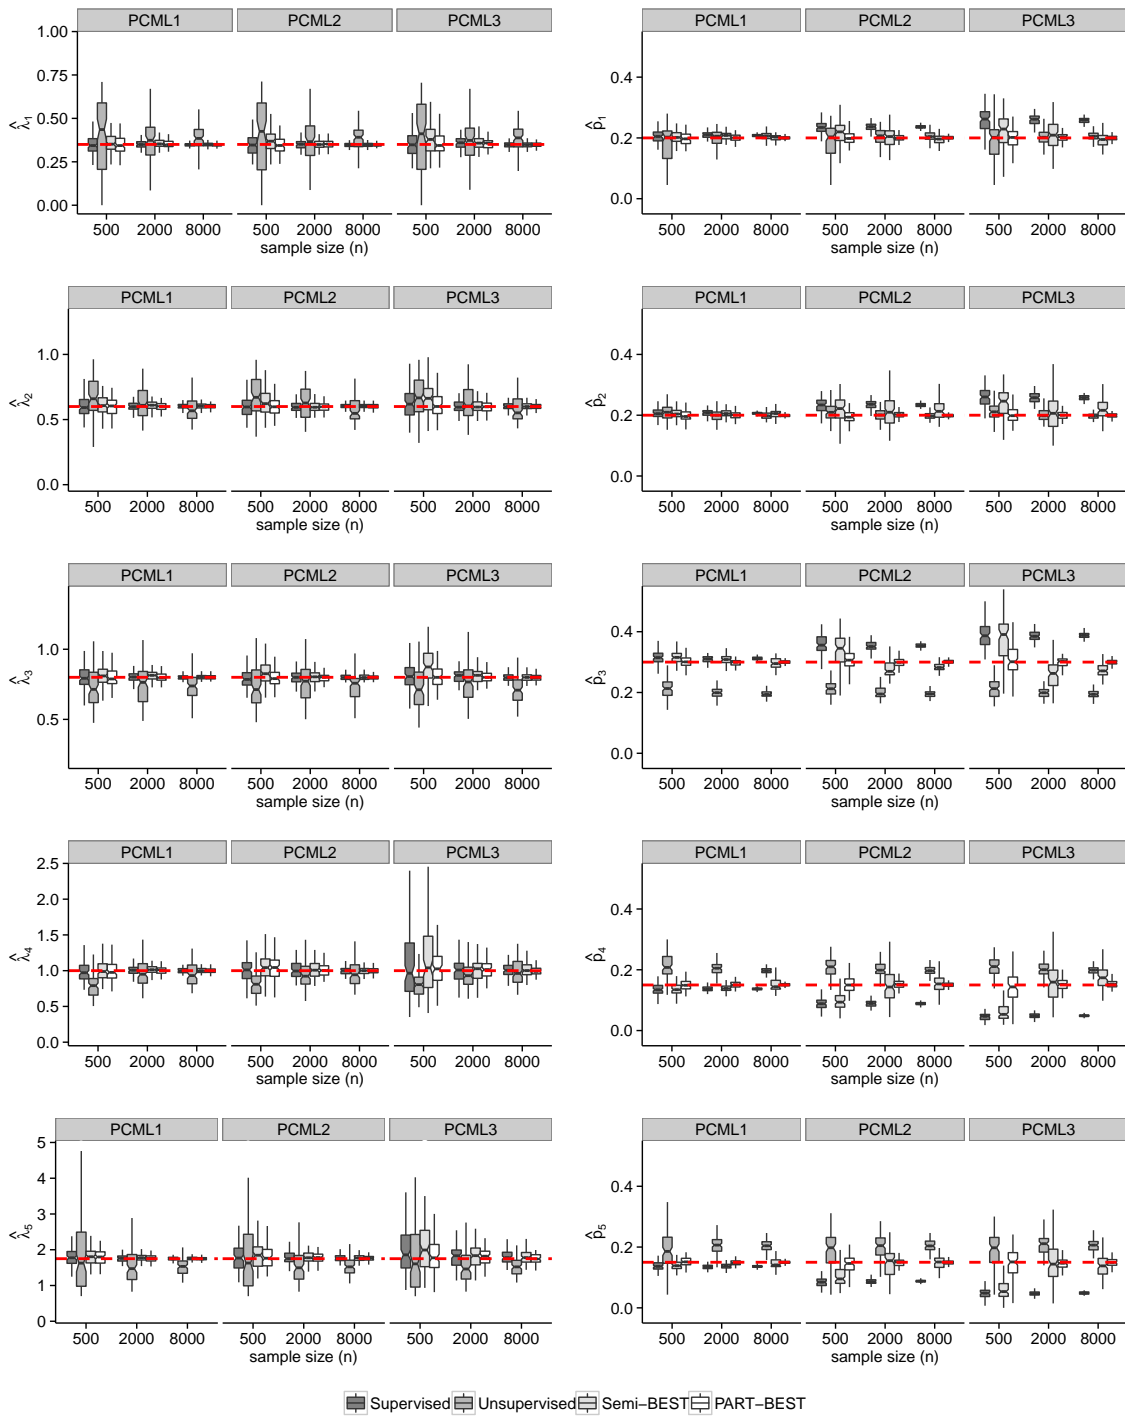 PCML1 PCML2 PCML3
1.00
0.75
0.50
0.25
0.00
λ̂1
500 2000 8000 500 2000 8000 500 2000 8000
sample size (n)
PCML1 PCML2 PCML3
0.4
0.2
0.0
p̂1
500 2000 8000 500 2000 8000 500 2000 8000
sample size (n)
PCML1 PCML2 PCML3
1.0
0.5
0.0
λ̂2
500 2000 8000 500 2000 8000 500 2000 8000
sample size (n)
PCML1 PCML2 PCML3
0.4
0.2
0.0
p̂2
500 2000 8000 500 2000 8000 500 2000 8000
sample size (n)
PCML1 PCML2 PCML3
1.0
0.5
λ̂3
500 2000 8000 500 2000 8000 500 2000 8000
sample size (n)
PCML1 PCML2 PCML3
0.4
0.2
0.0
p̂3
500 2000 8000 500 2000 8000 500 2000 8000
sample size (n)
PCML1 PCML2 PCML3
2.5
2.0
1.5
1.0
0.5
0.0
λ̂4
500 2000 8000 500 2000 8000 500 2000 8000
sample size (n)
PCML1 PCML2 PCML3
0.4
0.2
0.0
p̂4
500 2000 8000 500 2000 8000 500 2000 8000
sample size (n)
PCML1 PCML2 PCML3
5
4
3
2
1
0
λ̂5
500 2000 8000 500 2000 8000 500 2000 8000
sample size (n)
PCML1 PCML2 PCML3
0.4
0.2
0.0
p̂5
500 2000 8000 500 2000 8000 500 2000 8000
sample size (n)
Supervised Unsupervised Semi−BEST PART−BEST